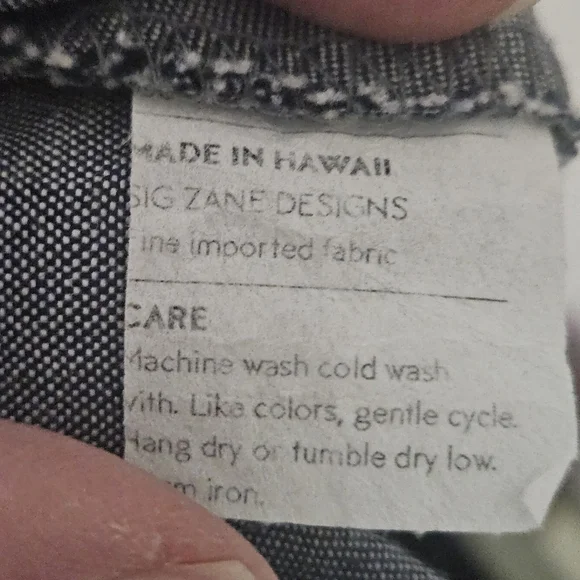 MADE IN HAWAII
SIG ZANE DESIGNS
Fine imported fabric
CARE
Machine wash cold wash
with. Like colors, gentle cycle.
Hang dry or tumble dry low.
iron.